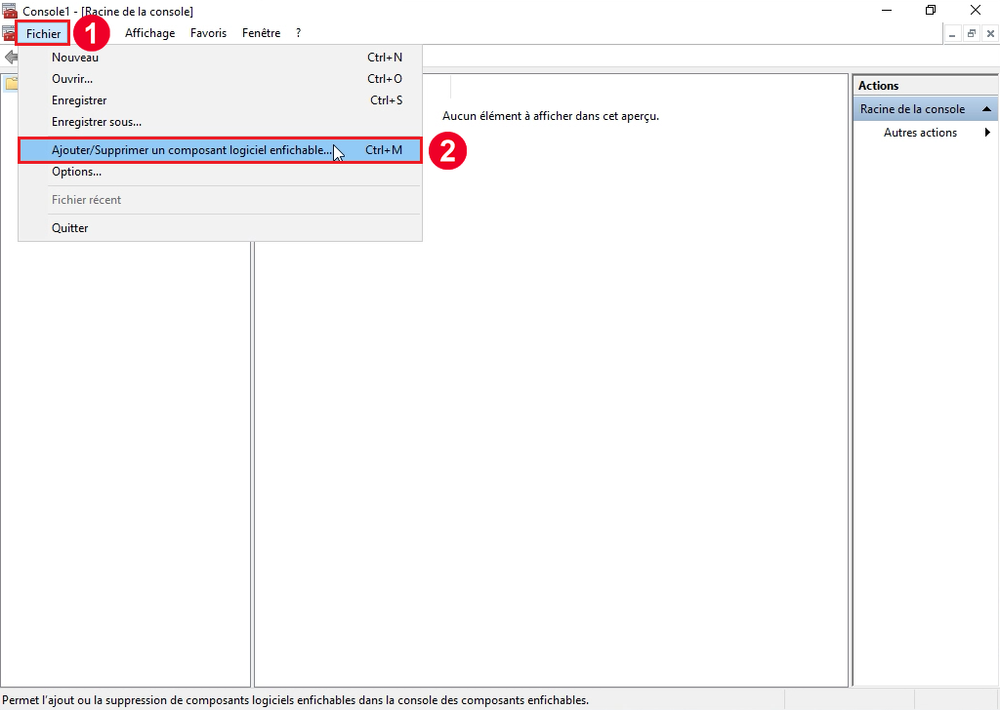 Console1 - [Racine de la console]
Fichier 1 Affichage Favoris Fenêtre ?
Nouveau Ctrl+N
Ouvrir... Ctrl+O
Enregistrer Ctrl+S
Enregistrer sous...
Ajouter/Supprimer un composant logiciel enfichable... Ctrl+M 2
Options...
Fichier récent
Quitter
Aucun élément à afficher dans cet aperçu.
Actions
Racine de la console
Autres actions
Permet l'ajout ou la suppression de composants logiciels enfichables dans la console des composants enfichables.